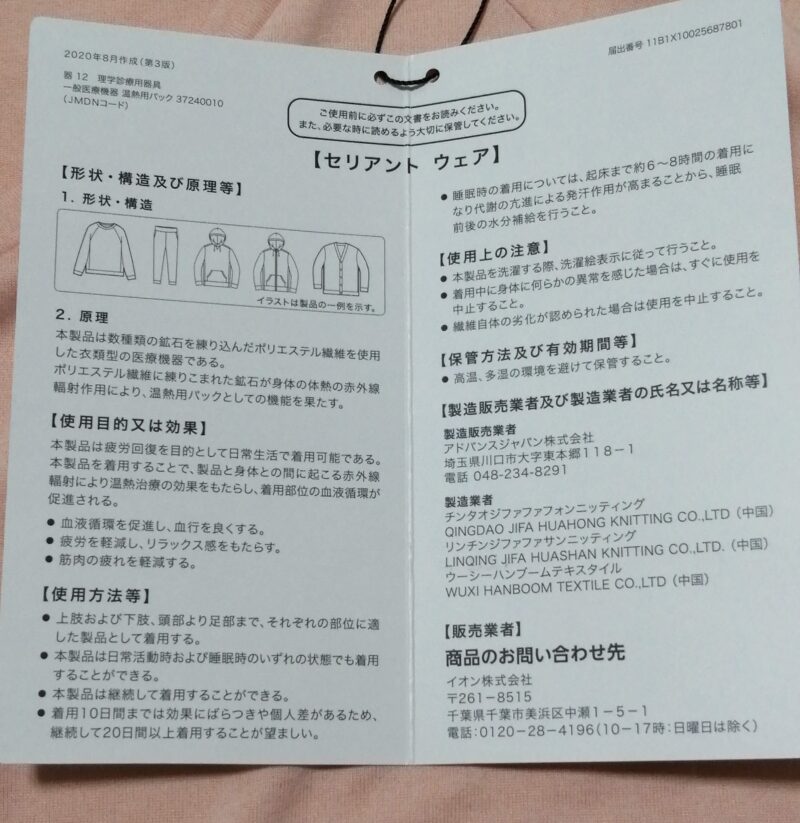 2020年8月作成(第3版)
届出番号 11B1X10025687801
器 12 理学診療用器具
一般医療機器 温熱用パック 37240010
(JMDNコード)
ご使用前に必ずこの文書をお読みください。
また、必要な時に読めるよう大切に保管してください。
【セリアント ウェア】
【形状・構造及び原理等】
1. 形状・構造
イラストは製品の一例を示す。
2. 原理
本製品は数種類の鉱石を練り込んだポリエステル繊維を使用
した衣類型の医療機器である。
ポリエステル繊維に練りこまれた鉱石が身体の体熱の赤外線
輻射作用により、温熱用パックとしての機能を果たす。
【使用目的又は効果】
本製品は疲労回復を目的として日常生活で着用可能である。
本製品を着用することで、製品と身体との間に起こる赤外線
輻射により温熱治療の効果をもたらし、着用部位の血液循環が
促進される。
● 血液循環を促進し、血行を良くする。
● 疲労を軽減し、リラックス感をもたらす。
● 筋肉の疲れを軽減する。
【使用方法等】
● 上肢および下肢、頭部より足部まで、それぞれの部位に適
した製品として着用する。
● 本製品は日常活動時および睡眠時のいずれの状態でも着用
することができる。
● 本製品は継続して着用することができる。
● 着用10日間までは効果にばらつきや個人差があるため、
継続して20日間以上着用することが望ましい。
● 睡眠時の着用については、起床まで約6〜8時間の着用に
なり代謝の亢進による発汗作用が高まることから、睡眠
前後の水分補給を行うこと。
【使用上の注意】
● 本製品を洗濯する際、洗濯絵表示に従って行うこと。
● 着用中に身体に何らかの異常を感じた場合は、すぐに使用を
中止すること。
● 繊維自体の劣化が認められた場合は使用を中止すること。
【保管方法及び有効期間等】
● 高温、多湿の環境を避けて保管すること。
【製造販売業者及び製造業者の氏名又は名称等】
製造販売業者
アドバンスジャパン株式会社
埼玉県川口市大字東本郷118−1
電話 048-234-8291
製造業者
チンタオジファファフォンニッティング
QINGDAO JIFA HUAHONG KNITTING CO.,LTD (中国)
リンチンジファファサンニッティング
LINQING JIFA HUASHAN KNITTING CO.,LTD. (中国)
ウーシーハンブームテキスタイル
WUXI HANBOOM TEXTILE CO.,LTD (中国)
【販売業者】
商品のお問い合わせ先
イオン株式会社
〒261−8515
千葉県千葉市美浜区中瀬1−5−1
電話:0120−28−4196(10−17時:日曜日は除く)